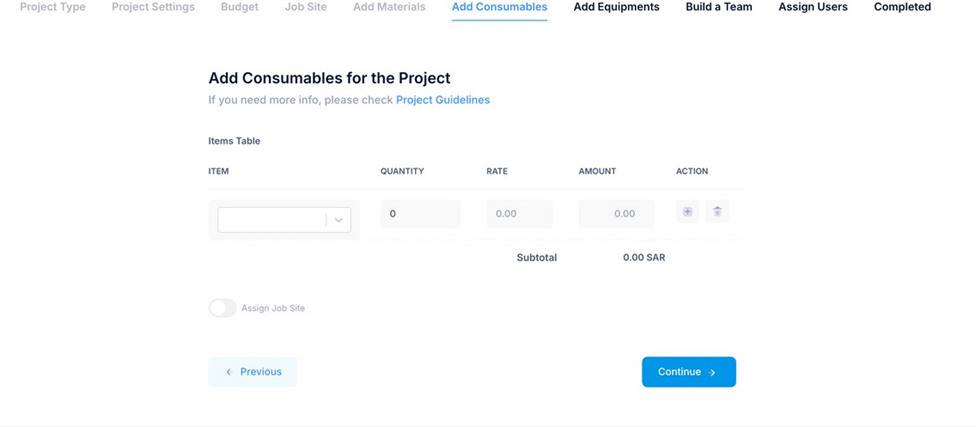 Project Type Project Settings Budget Job Site Add Materials Add Consumables Add Equipments Build a Team Assign Users Completed
Add Consumables for the Project
If you need more info, please check Project Guidelines
Items Table
ITEM QUANTITY RATE AMOUNT ACTION
0 0.00 0.00
Subtotal 0.00 SAR
Assign Job Site
Previous Continue